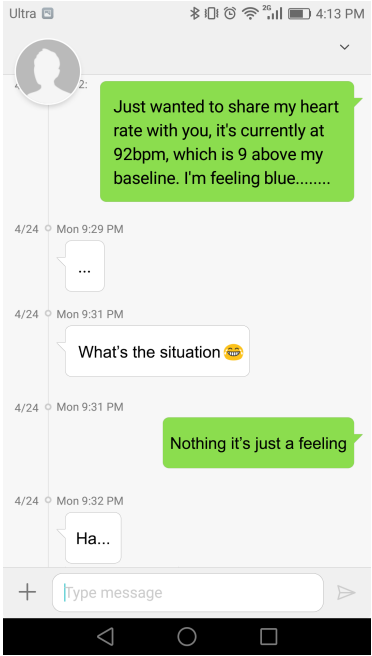 Ultra 2G 4:13 PM
2:
Just wanted to share my heart
rate with you, it's currently at
92bpm, which is 9 above my
baseline. I'm feeling blue........
4/24 Mon 9:29 PM
...
4/24 Mon 9:31 PM
What's the situation 😁
4/24 Mon 9:31 PM
Nothing it's just a feeling
4/24 Mon 9:32 PM
Ha...
Type message